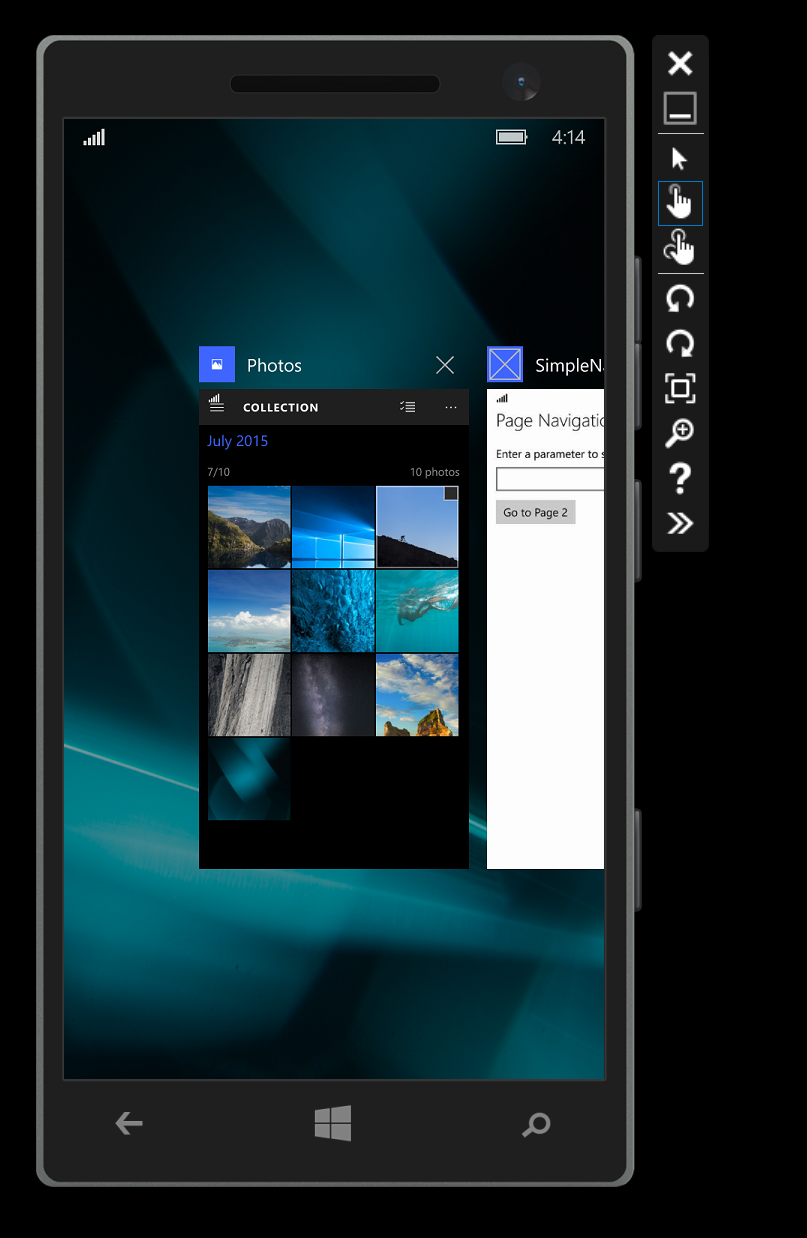 4:14
Photos
SimpleN
COLLECTION
...
July 2015
7/10
10 photos
Page Navigatio
Enter a parameter to s
Go to Page 2
?